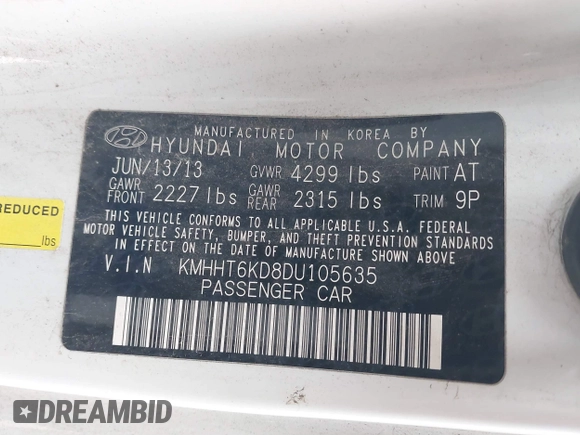 MANUFACTURED IN KOREA BY
HYUNDAI MOTOR COMPANY
JUN/13/13 GVWR 4299 lbs PAINT AT
GAWR FRONT 2227 lbs GAWR REAR 2315 lbs TRIM 9P
THIS VEHICLE CONFORMS TO ALL APPLICABLE U.S.A. FEDERAL
MOTOR VEHICLE SAFETY, BUMPER, AND THEFT PREVENTION STANDARDS
IN EFFECT ON THE DATE OF MANUFACTURE SHOWN ABOVE.
V.I.N KMHHT6KD8DU105635
PASSENGER CAR
REDUCED
lbs
DREAMBID